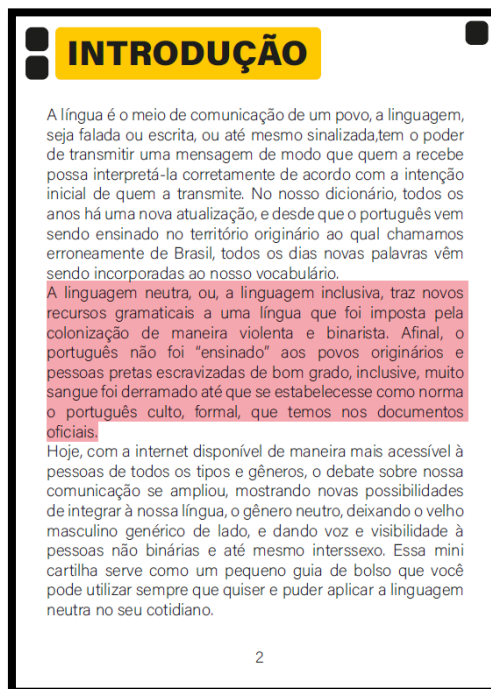 INTRODUÇÃO
A língua é o meio de comunicação de um povo, a linguagem,
seja falada ou escrita, ou até mesmo sinalizada,tem o poder
de transmitir uma mensagem de modo que quem a recebe
possa interpretá-la corretamente de acordo com a intenção
inicial de quem a transmite. No nosso dicionário, todos os
anos há uma nova atualização, e desde que o português vem
sendo ensinado no território originário ao qual chamamos
erroneamente de Brasil, todos os dias novas palavras vêm
sendo incorporadas ao nosso vocabulário.
A linguagem neutra, ou, a linguagem inclusiva, traz novos
recursos gramaticais a uma língua que foi imposta pela
colonização de maneira violenta e binarista. Afinal, o
português não foi “ensinado” aos povos originários e
pessoas pretas escravizadas de bom grado, inclusive, muito
sangue foi derramado até que se estabelecesse como norma
o português culto, formal, que temos nos documentos
oficiais.
Hoje, com a internet disponível de maneira mais acessível à
pessoas de todos os tipos e gêneros, o debate sobre nossa
comunicação se ampliou, mostrando novas possibilidades
de integrar à nossa língua, o gênero neutro, deixando o velho
masculino genérico de lado, e dando voz e visibilidade à
pessoas não binárias e até mesmo interssexo. Essa mini
cartilha serve como um pequeno guia de bolso que você
pode utilizar sempre que quiser e puder aplicar a linguagem
neutra no seu cotidiano.
2